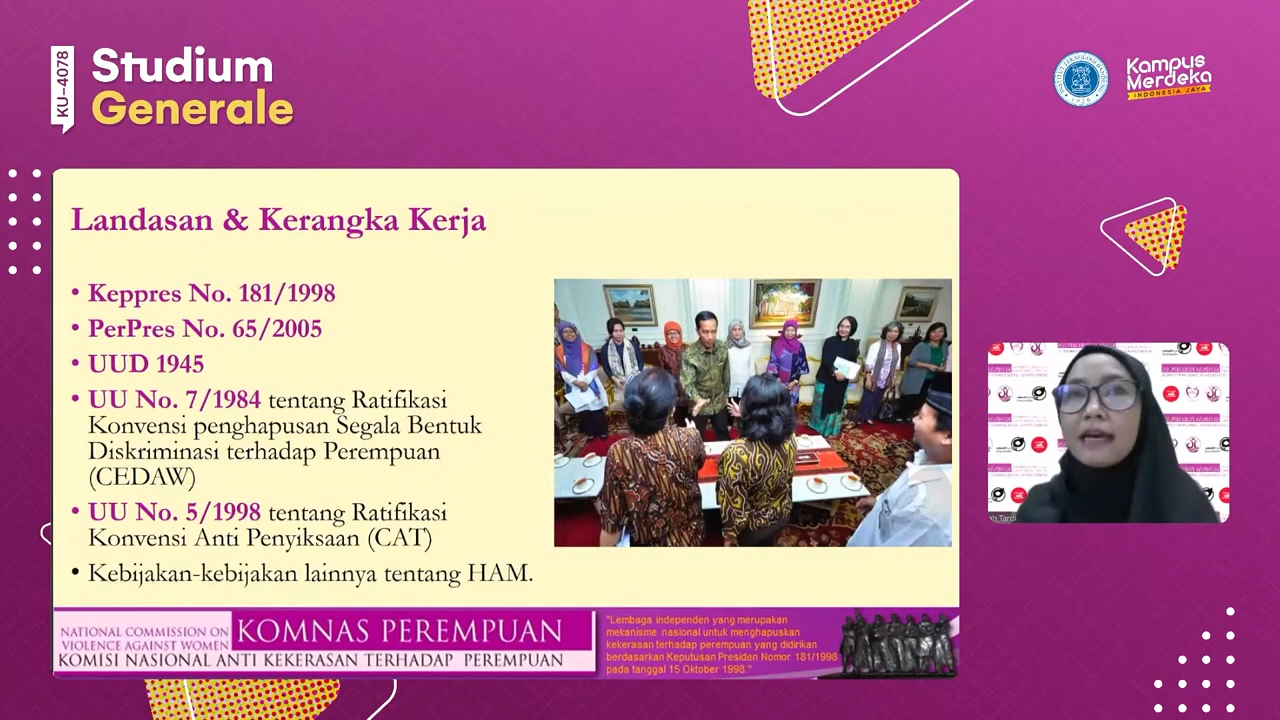 KU-4078
Studium
Generale
INSTITUT TEKNOLOGI BANDUNG
1920
Kampus
Merdeka
INDONESIA JAYA
Landasan & Kerangka Kerja
• Keppres No. 181/1998
• PerPres No. 65/2005
• UUD 1945
• UU No. 7/1984 tentang Ratifikasi
Konvensi penghapusan Segala Bentuk
Diskriminasi terhadap Perempuan
(CEDAW)
• UU No. 5/1998 tentang Ratifikasi
Konvensi Anti Penyiksaan (CAT)
• Kebijakan-kebijakan lainnya tentang HAM.
NATIONAL COMMISSION ON
VIOLENCE AGAINST WOMEN
KOMNAS PEREMPUAN
KOMISI NASIONAL ANTI KEKERASAN TERHADAP PEREMPUAN
"Lembaga independen yang merupakan
mekanisme nasional untuk menghapuskan
kekerasan terhadap perempuan yang didirikan
berdasarkan Keputusan Presiden Nomor 181/1998
pada tanggal 15 Oktober 1998."